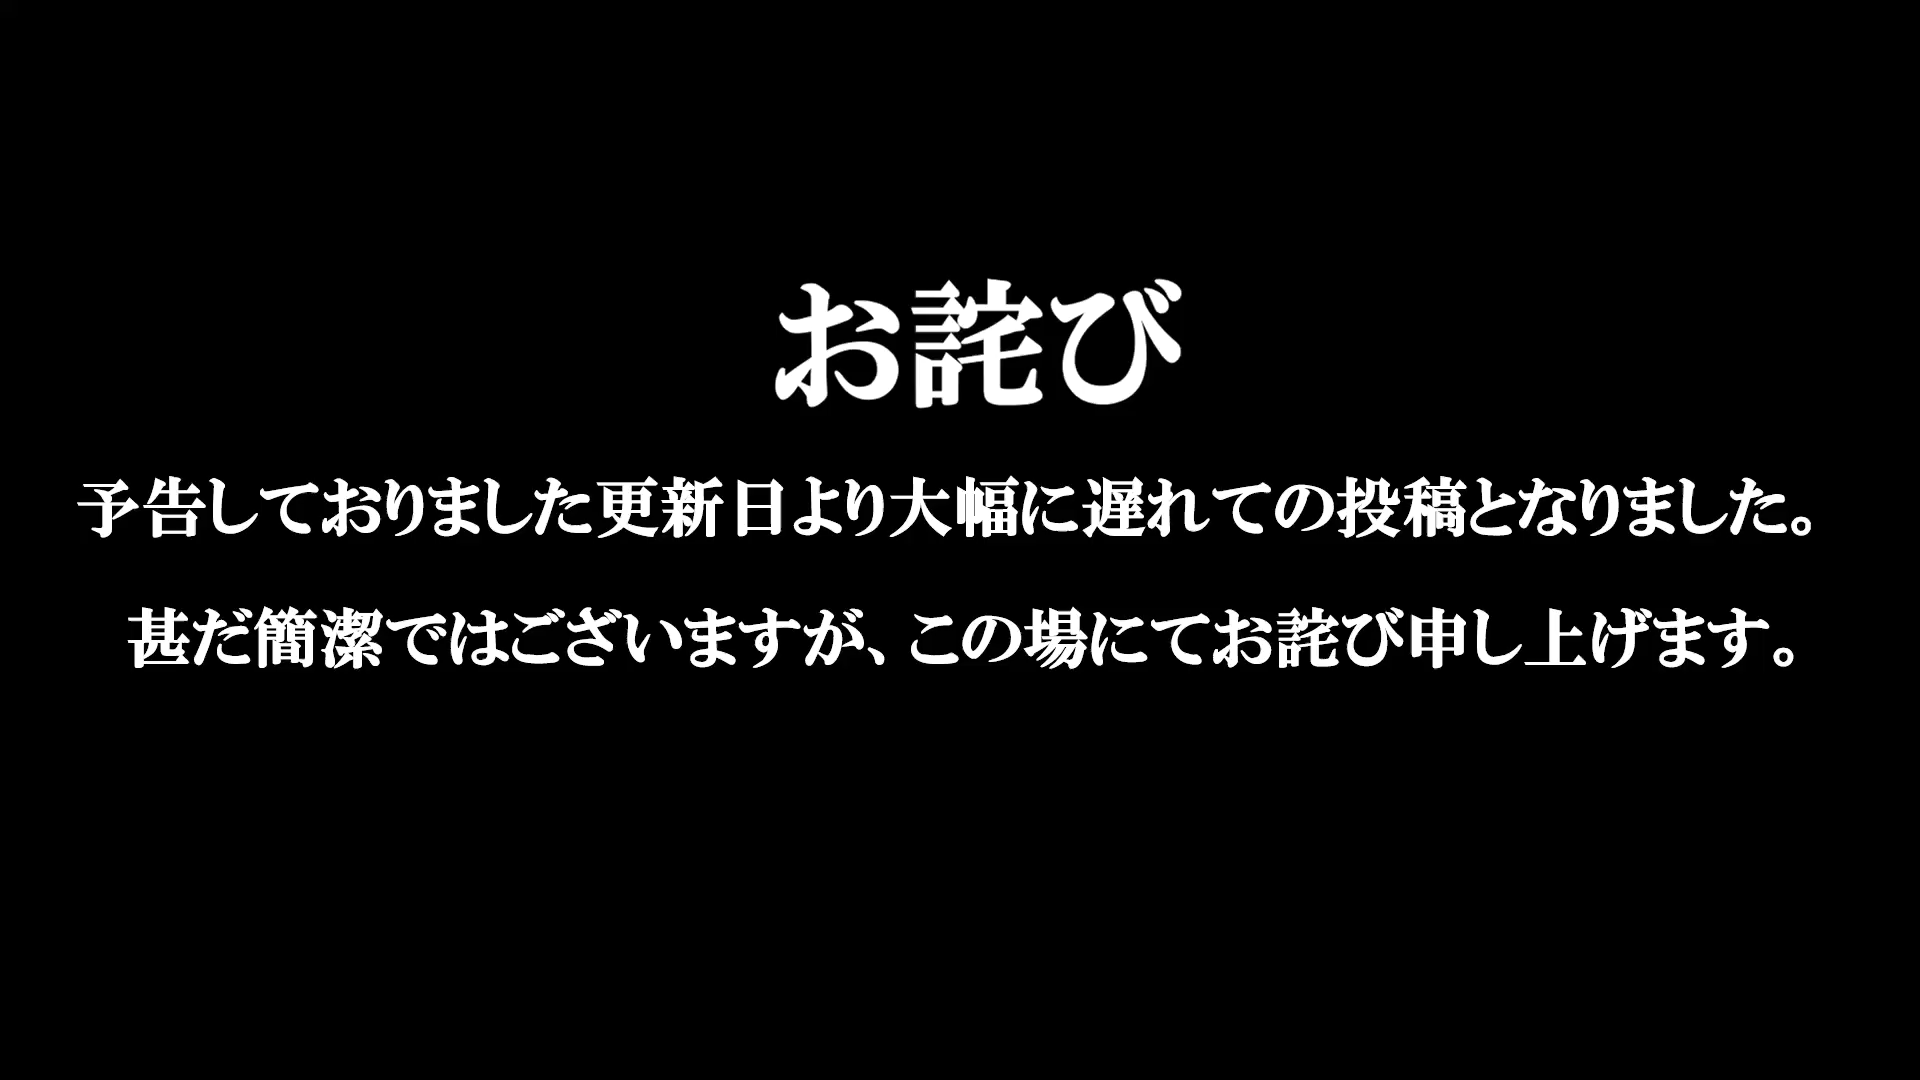 お詫び
予告しておりました更新日より大幅に遅れての投稿となりました。
甚だ簡潔ではございますが、この場にてお詫び申し上げます。